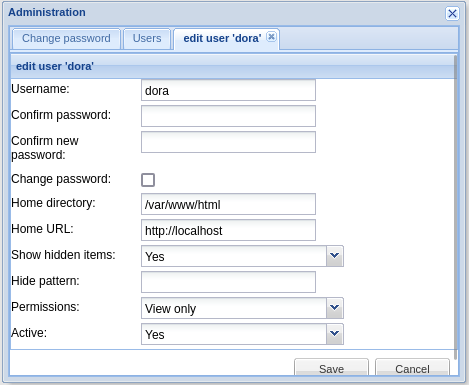 Administration
Change password Users edit user 'dora'
edit user 'dora'
Username: dora
Confirm password:
Confirm new
password:
Change password:
Home directory: /var/www/html
Home URL: http://localhost
Show hidden items: Yes
Hide pattern:
Permissions: View only
Active: Yes
Save Cancel